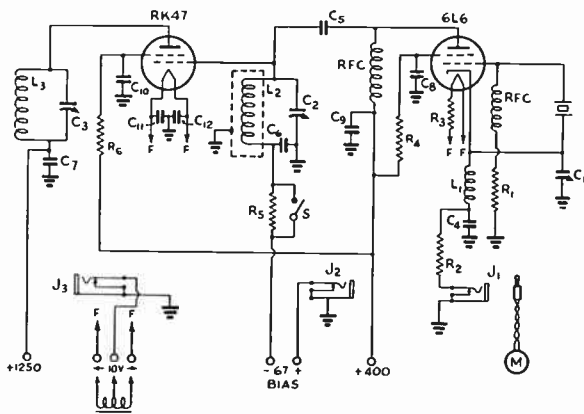 RK47
C5
6L6
L3
C3
C10
L2
C2
RFC
C8
RFC
C11
C12
C6
C9
R3
R4
F
F
F
F
C7
R6
R5
S
L1
R1
C4
R2
J3
J2
J1
F
F
+1250
10V
- 67 +
BIAS
+400
M